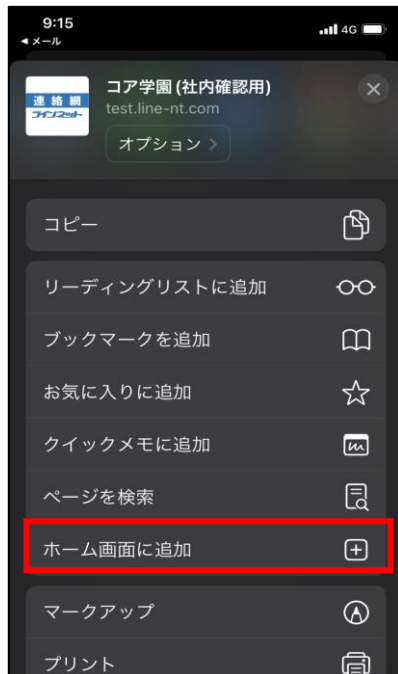 9:15
4G
◀ メール
連絡網
ラインネット
コア学園 (社内確認用)
test.line-nt.com
オプション >
コピー
リーディングリストに追加
ブックマークを追加
お気に入りに追加
クイックメモに追加
ページを検索
ホーム画面に追加
マークアップ
プリント